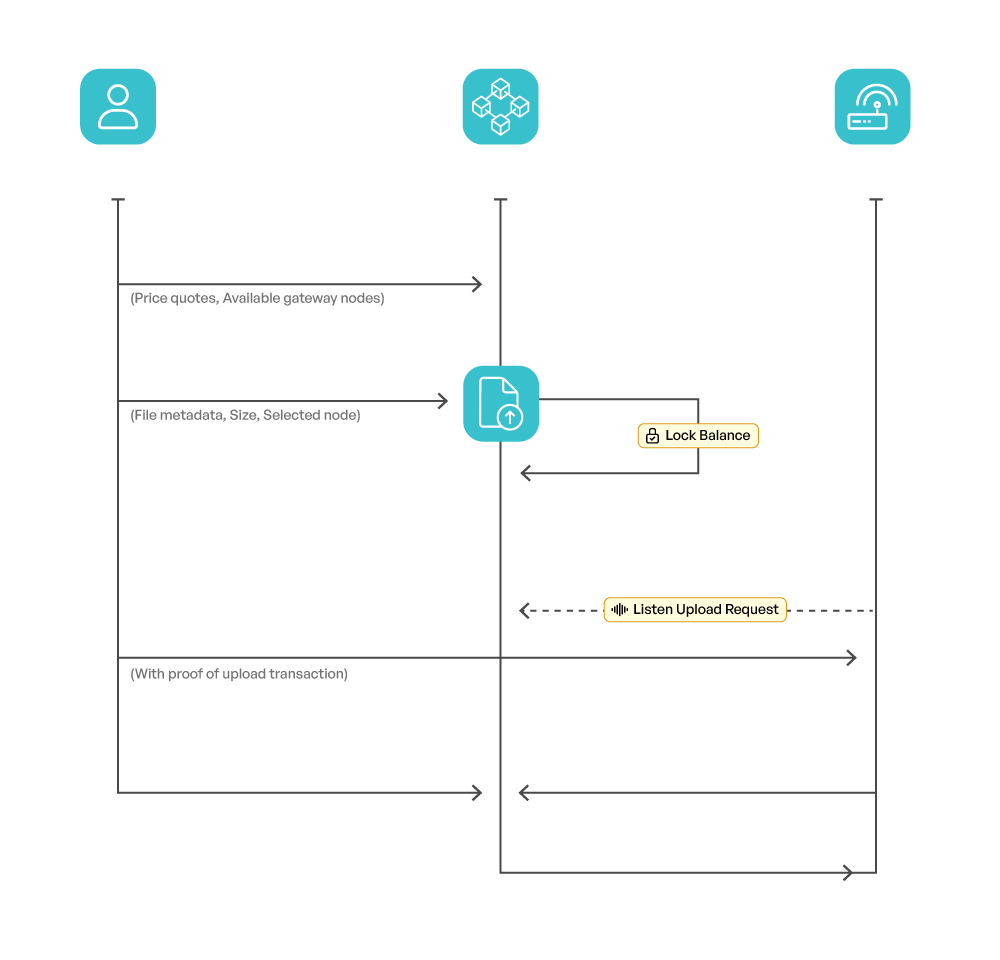 (Price quotes, Available gateway nodes)
(File metadata, Size, Selected node)
Lock Balance
Listen Upload Request
(With proof of upload transaction)